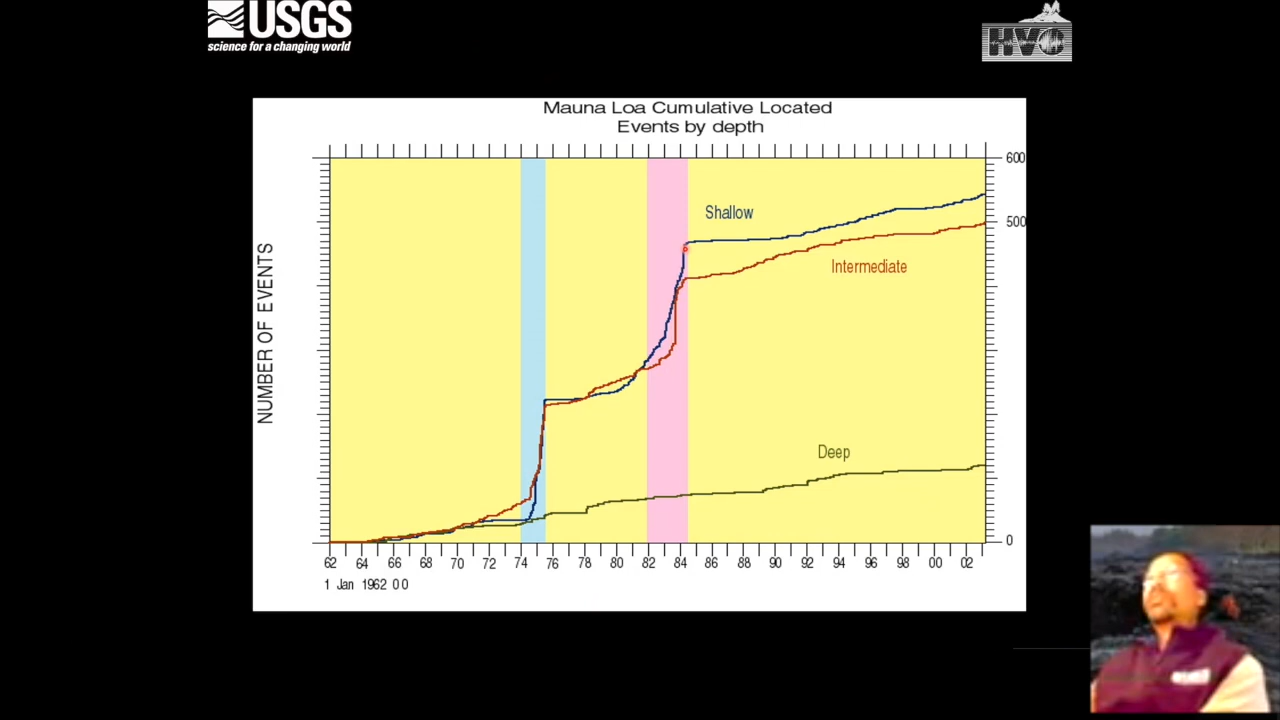 USGS
science for a changing world
HVO
Mauna Loa Cumulative Located
Events by depth
600
Shallow
500
Intermediate
NUMBER OF EVENTS
Deep
0
62 64 66 68 70 72 74 76 78 80 82 84 86 88 90 92 94 96 98 00 02
1 Jan 1962 00